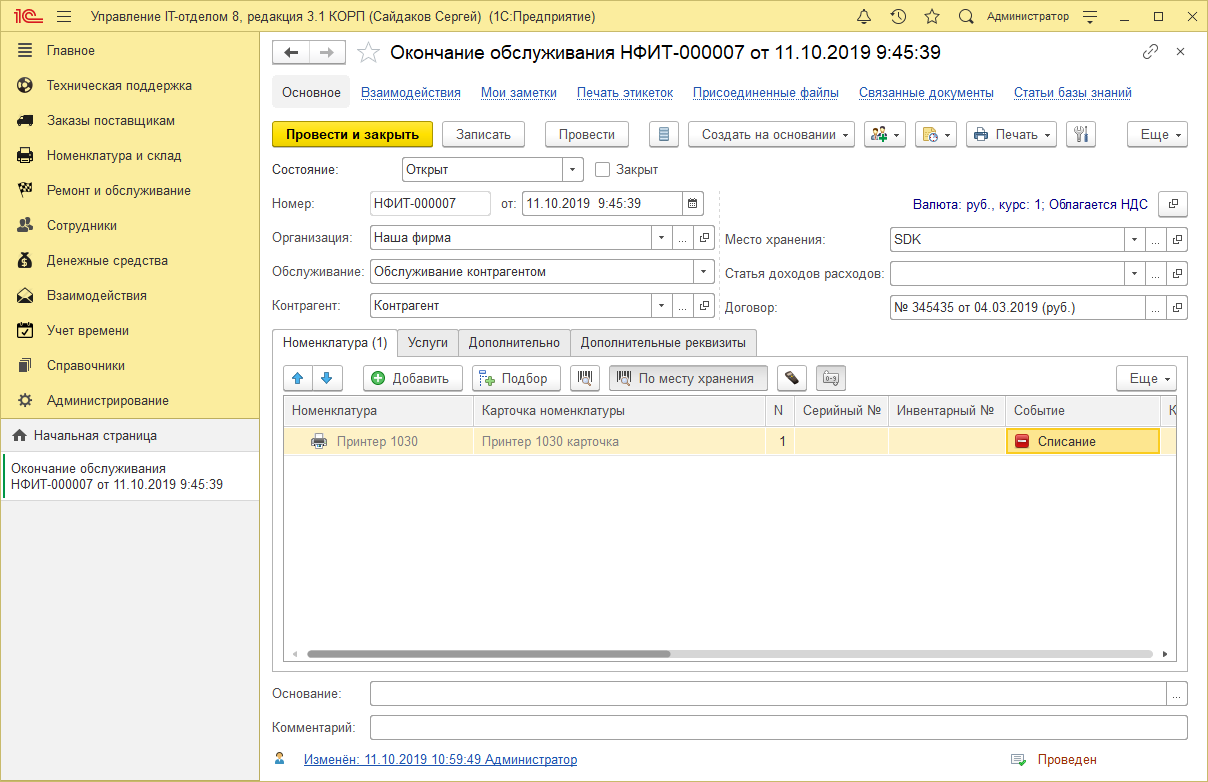 1С Управление IT-отделом 8, редакция 3.1 КОРП (Сайдаков Сергей) (1С:Предприятие) Администратор
Главное
Техническая поддержка
Заказы поставщикам
Номенклатура и склад
Ремонт и обслуживание
Сотрудники
Денежные средства
Взаимодействия
Учет времени
Справочники
Администрирование
Начальная страница
Окончание обслуживания
НФИТ-000007 от 11.10.2019 9:45:39
Окончание обслуживания НФИТ-000007 от 11.10.2019 9:45:39
Основное Взаимодействия Мои заметки Печать этикеток Присоединенные файлы Связанные документы Статьи базы знаний
Провести и закрыть Записать Провести Создать на основании Печать Еще
Состояние: Открыт Закрыт
Номер: НФИТ-000007 от: 11.10.2019 9:45:39 Валюта: руб., курс: 1; Облагается НДС
Организация: Наша фирма ... Место хранения: SDK ...
Обслуживание: Обслуживание контрагентом Статья доходов расходов: ...
Контрагент: Контрагент ... Договор: № 345435 от 04.03.2019 (руб.) ...
Номенклатура (1) Услуги Дополнительно Дополнительные реквизиты
Добавить Подбор По месту хранения Еще
Номенклатура Карточка номенклатуры N Серийный № Инвентарный № Событие К
Принтер 1030 Принтер 1030 карточка 1 Списание
Основание: ...
Комментарий:
Изменён: 11.10.2019 10:59:49 Администратор Проведен